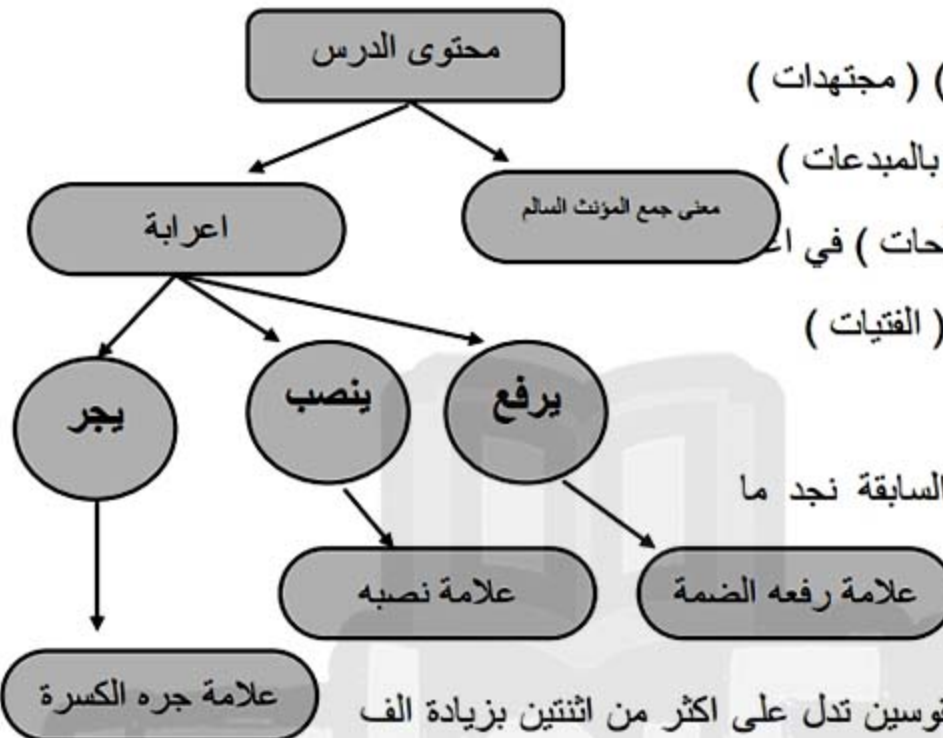 محتوى الدرس
) ( مجتهدات )
بالمبدعات )
معنى جمع المؤنث السالم
اعرابة
حات ) في
( الفتيات )
يرفع
ينصب
يجر
السابقة نجد ما
علامة رفعه الضمة
علامة نصبه
علامة جره الكسرة
تدل على اكثر من اثنتين بزيادة الف